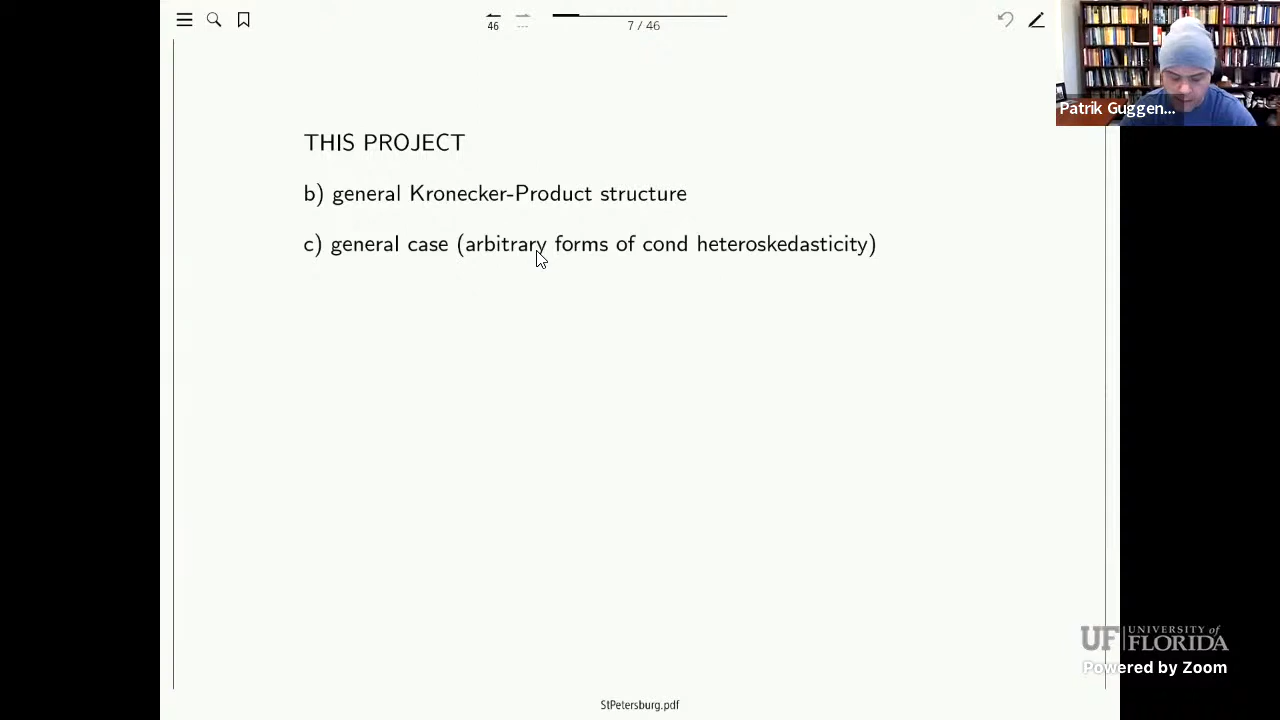 46
---
7 / 46
Patrik Guggen...
THIS PROJECT
b) general Kronecker-Product structure
c) general case (arbitrary forms of cond heteroskedasticity)
UF UNIVERSITY of FLORIDA
Powered by Zoom
StPetersburg.pdf